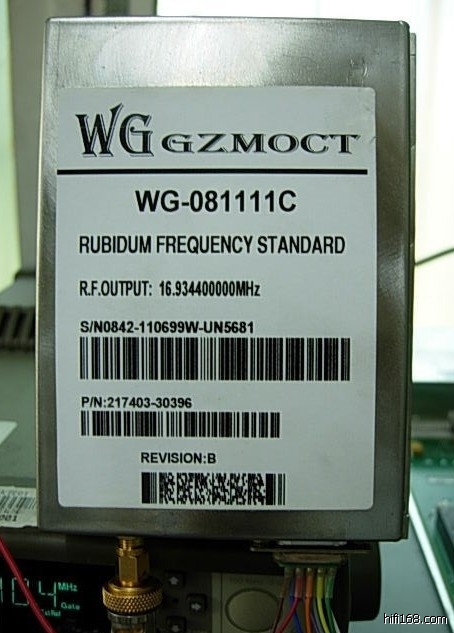 WG GZMOCT
WG-081111C
RUBIDUM FREQUENCY STANDARD
R.F.OUTPUT: 16.934400000MHz
S/N0842-110699W-UN5681
P/N:217403-30396
REVISION:B
MHz
Gate
hifi168.com